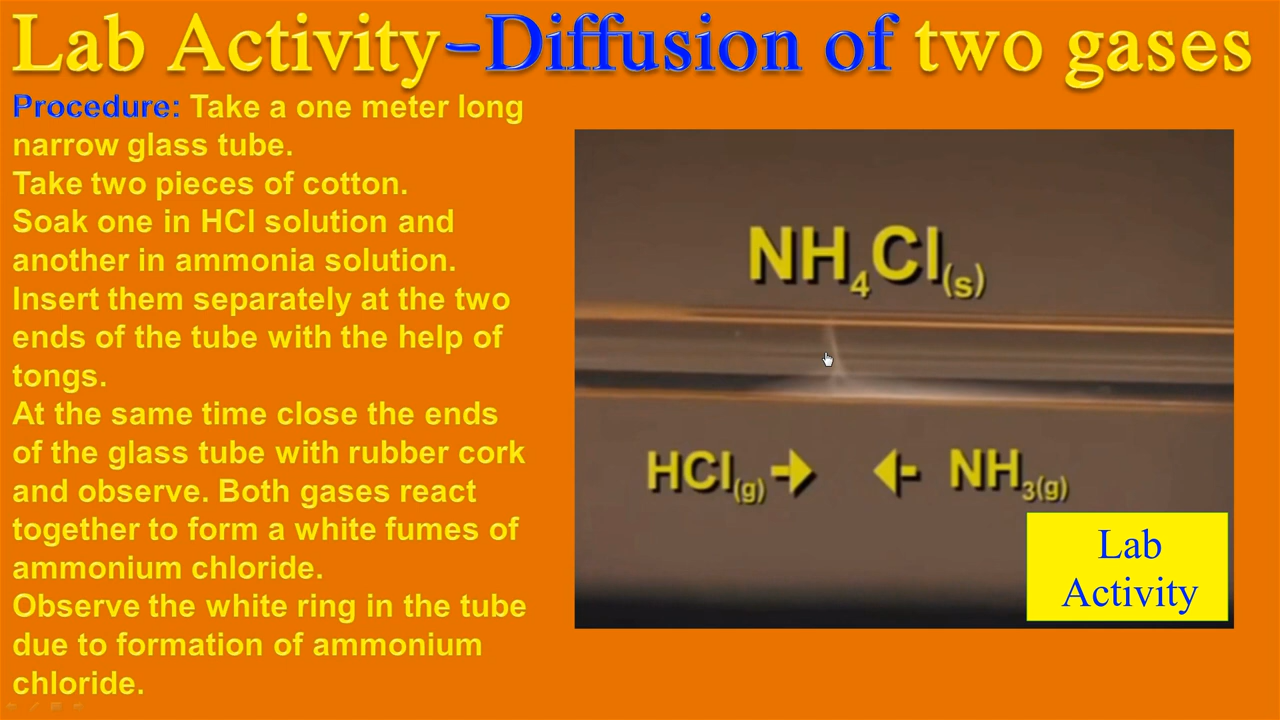 Lab Activity-Diffusion of two gases
Procedure: Take a one meter long
narrow glass tube.
Take two pieces of cotton.
Soak one in HCl solution and
another in ammonia solution.
Insert them separately at the two
ends of the tube with the help of
tongs.
At the same time close the ends
of the glass tube with rubber cork
and observe. Both gases react
together to form a white fumes of
ammonium chloride.
Observe the white ring in the tube
due to formation of ammonium
chloride.
NH₄Cl(s)
HCl(g) → ← NH₃(g)
Lab
Activity